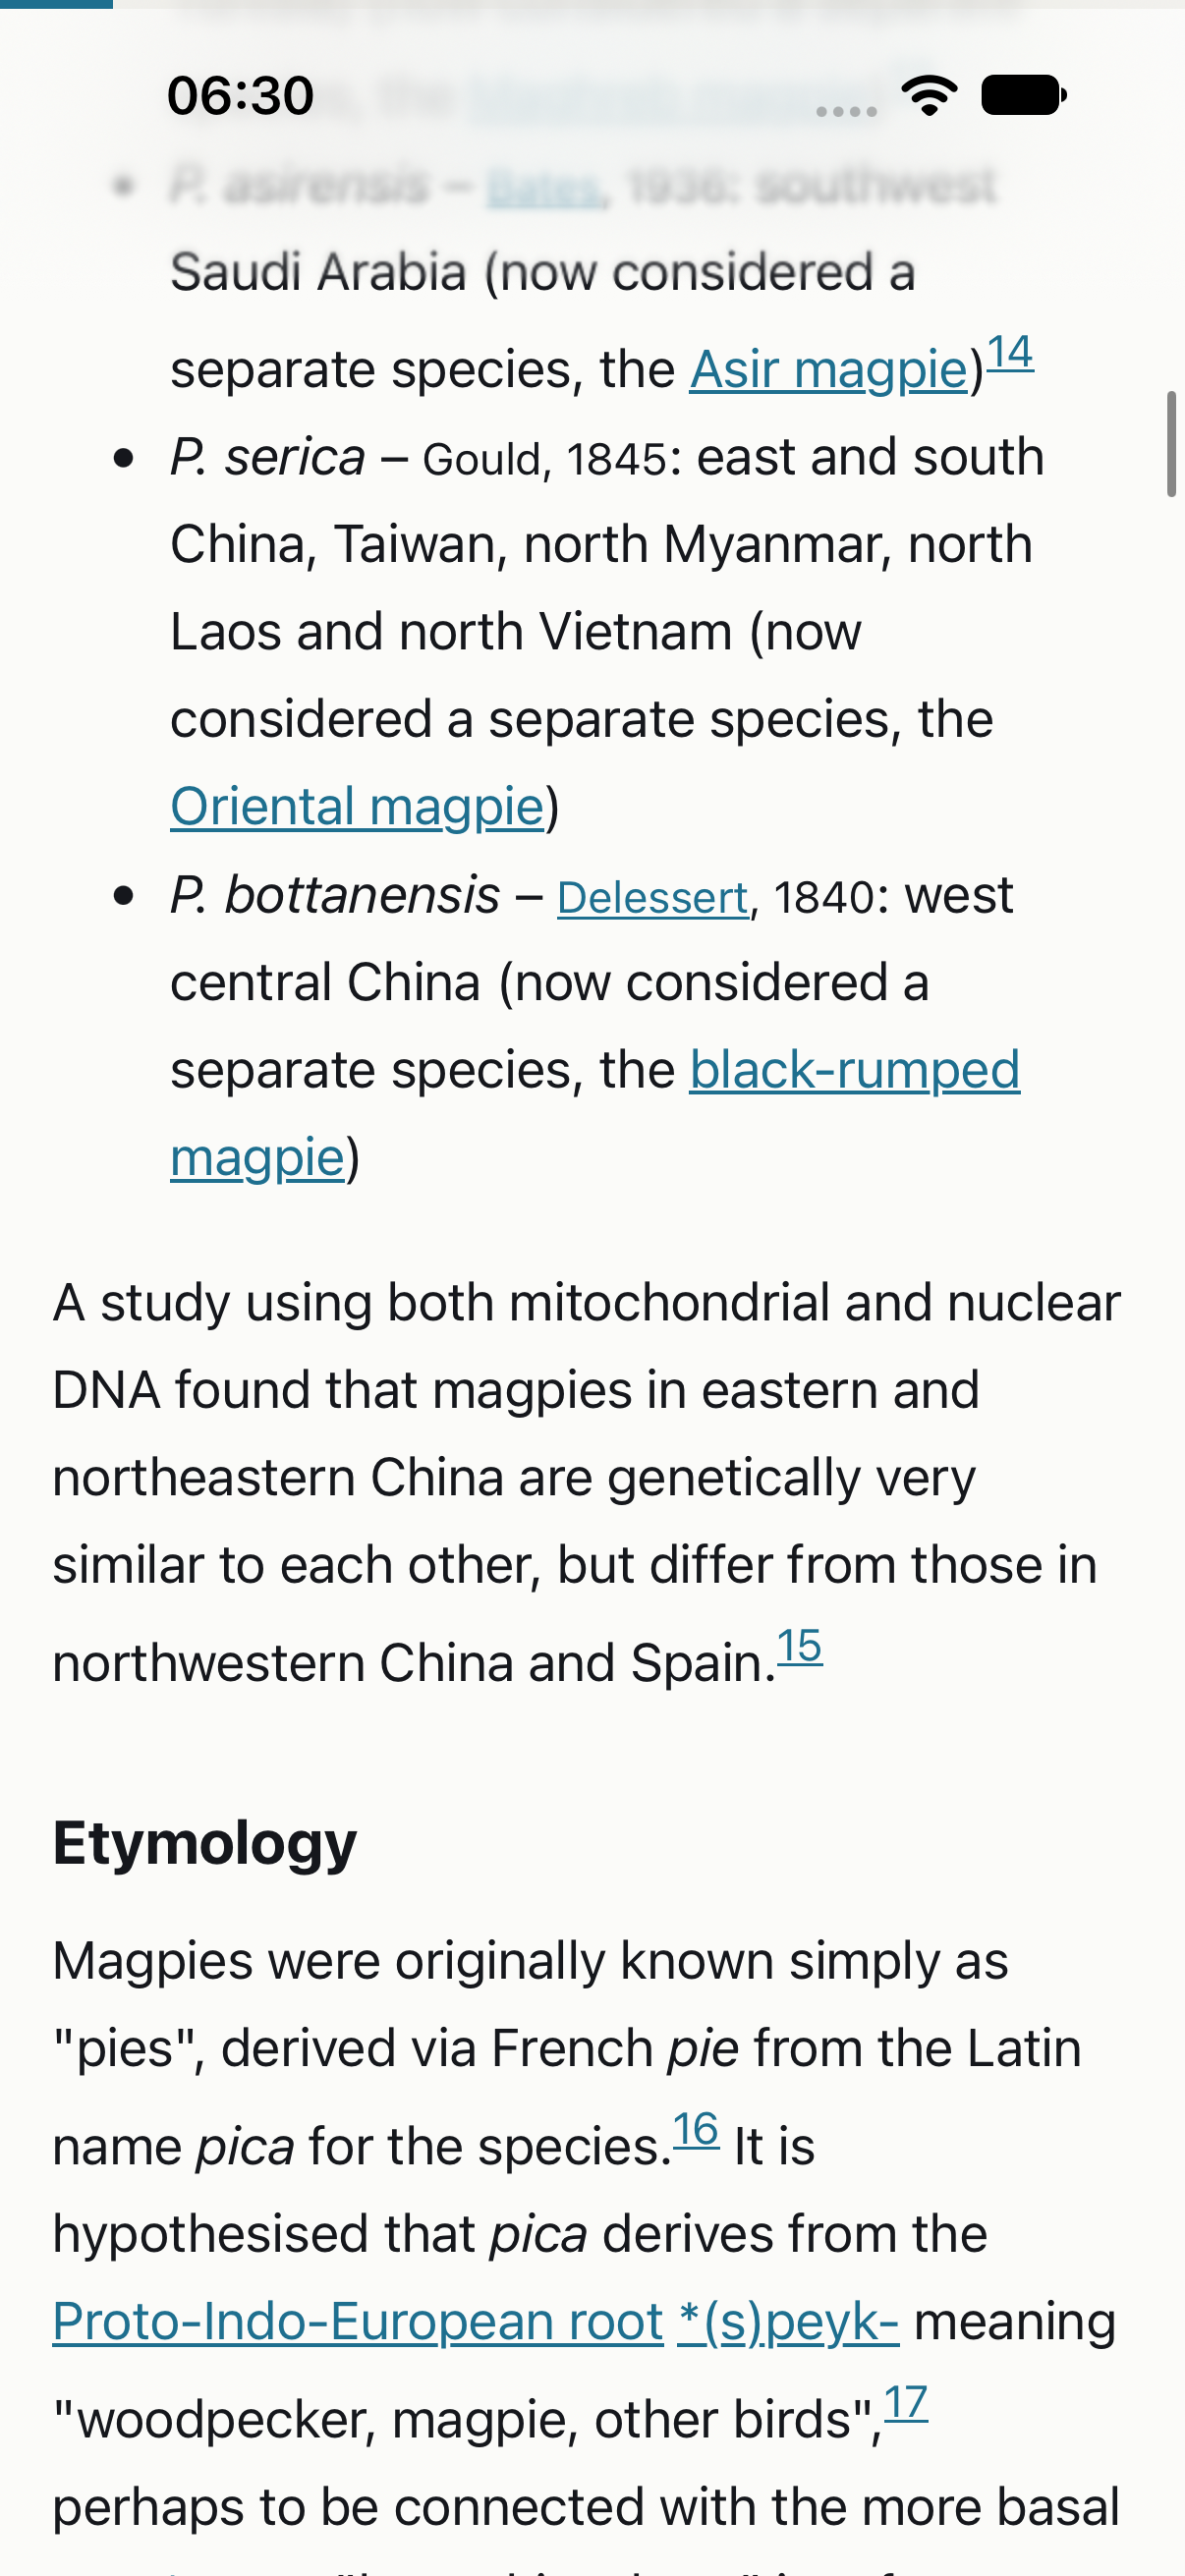 06:30
P. asirensis – Bates, 1936: southwest
Saudi Arabia (now considered a
separate species, the Asir magpie)14
• P. serica – Gould, 1845: east and south
China, Taiwan, north Myanmar, north
Laos and north Vietnam (now
considered a separate species, the
Oriental magpie)
• P. bottanensis – Delessert, 1840: west
central China (now considered a
separate species, the black-rumped
magpie)
A study using both mitochondrial and nuclear
DNA found that magpies in eastern and
northeastern China are genetically very
similar to each other, but differ from those in
northwestern China and Spain.15
Etymology
Magpies were originally known simply as
"pies", derived via French pie from the Latin
name pica for the species.16 It is
hypothesised that pica derives from the
Proto-Indo-European root *(s)peyk- meaning
"woodpecker, magpie, other birds",17
perhaps to be connected with the more basal